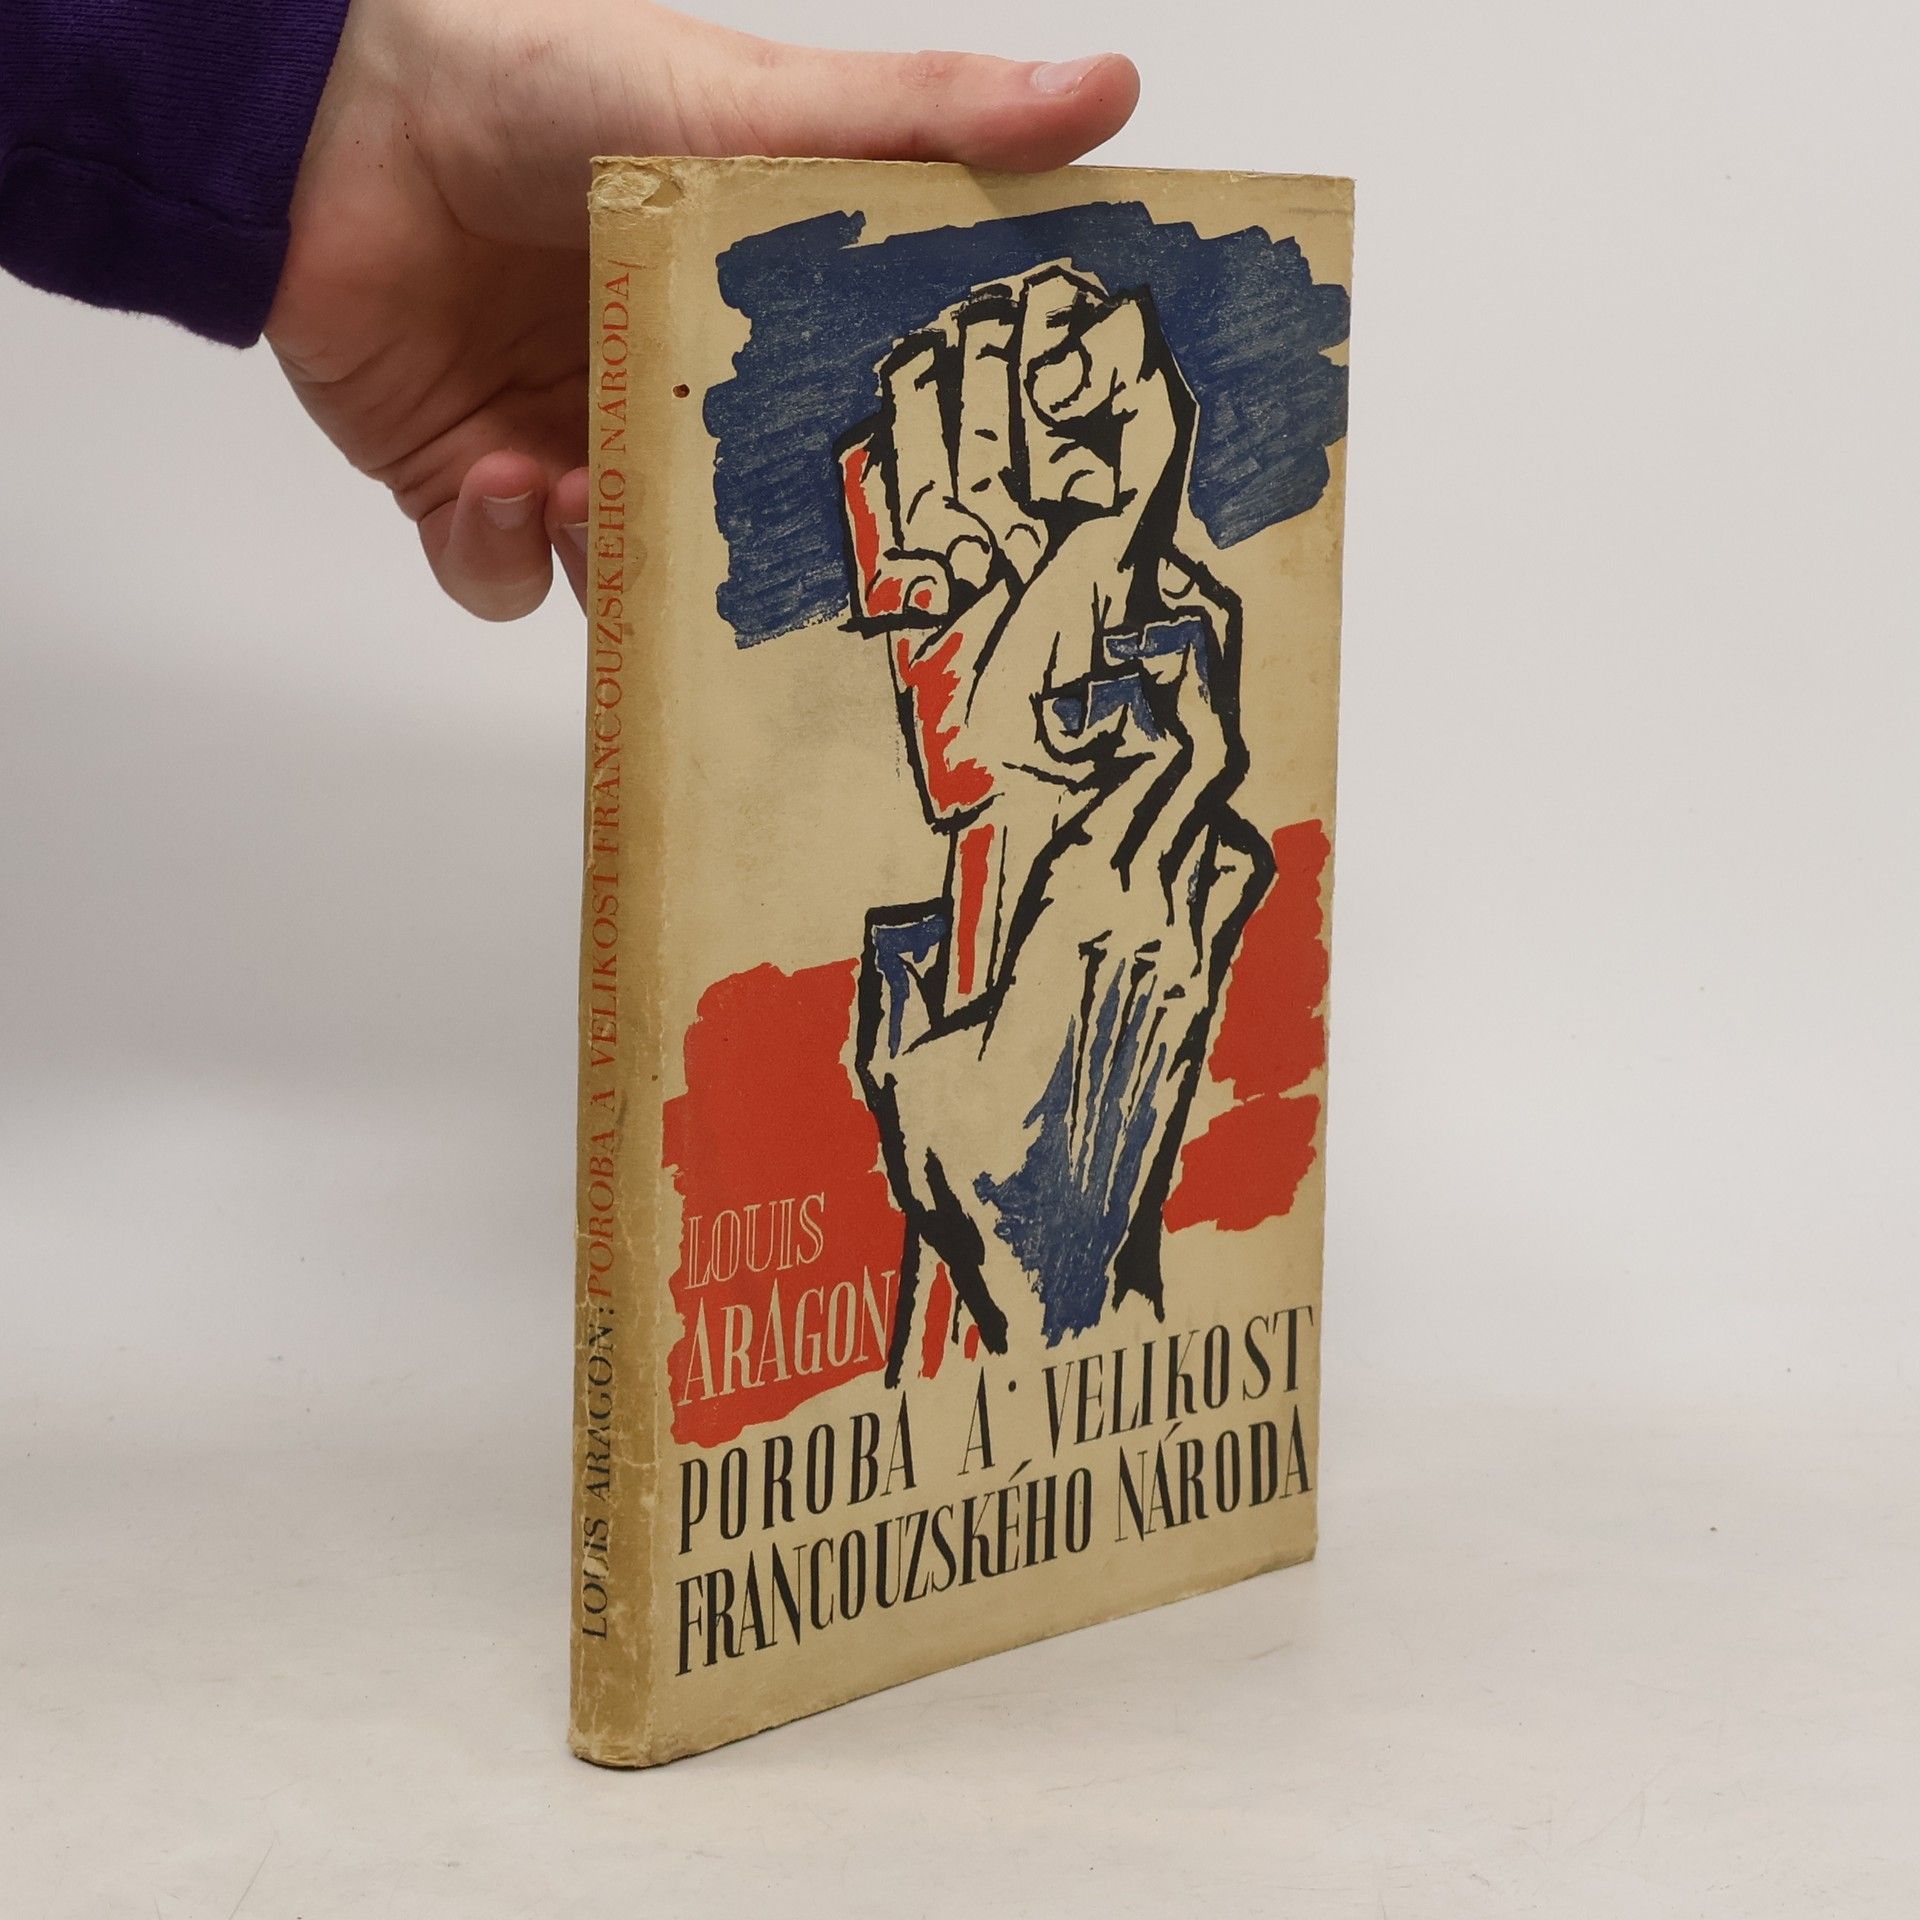 LOUIS ARAGON: POROBA A VELIKOST FRANCOUZSKÉHO NÁRODA
LOUIS
ARAGON
POROBA A VELIKOST
FRANCOUZSKÉHO NÁRODA